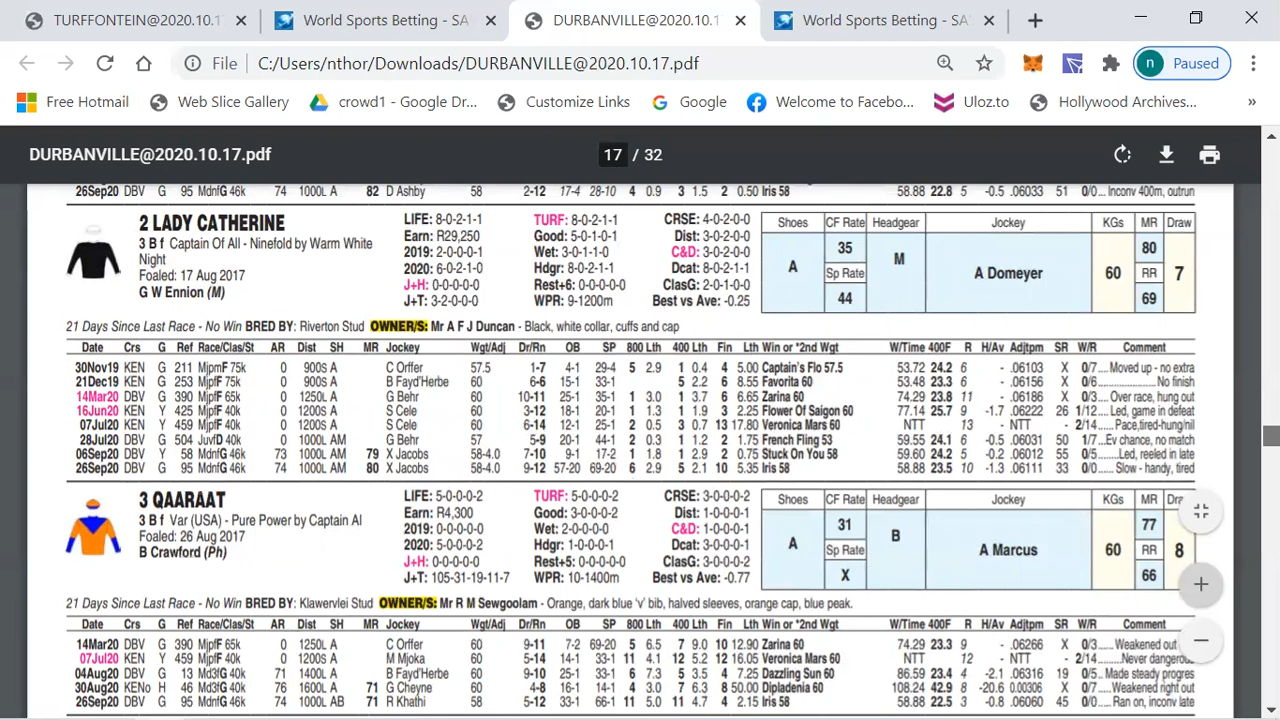 TURFFONTEIN@2020.10.1 World Sports Betting - SA DURBANVILLE@2020.10.1 World Sports Betting - SA
File C:/Users/nthor/Downloads/DURBANVILLE@2020.10.17.pdf n Paused
Free Hotmail Web Slice Gallery crowd1 - Google Dr... Customize Links Google Welcome to Facebo... Uloz.to Hollywood Archives... »
DURBANVILLE@2020.10.17.pdf 17 / 32
26Sep20 DBV G 95 MdnfG 46k 74 1000L A 82 D Ashby 58 2-12 17-4 28-10 4 0.9 3 1.5 2 0.50 Iris 58 58.88 22.8 5 -0.5 .06033 51 0/0... Inconv 400m, outrun
2 LADY CATHERINE
3 B f Captain Of All - Ninefold by Warm White
Night
Foaled: 17 Aug 2017
G W Ennion (M)
LIFE: 8-0-2-1-1 TURF: 8-0-2-1-1 CRSE: 4-0-2-0-0
Earn: R29,250 Good: 5-0-1-0-1 Dist: 3-0-2-0-0
2019: 2-0-0-0-1 Wet: 3-0-1-1-0 C&D: 3-0-2-0-0
2020: 6-0-2-1-0 Hdgr: 8-0-2-1-1 Dcat: 8-0-2-1-1
J+H: 0-0-0-0-0 Rest+6: 0-0-0-0-0 ClasG: 2-0-1-0-0
J+T: 3-2-0-0-0 WPR: 9-1200m Best vs Ave: -0.25
Shoes CF Rate Headgear Jockey KGs MR Draw
35 80
A Sp Rate M A Domeyer 60 RR 7
44 69
21 Days Since Last Race - No Win BRED BY: Riverton Stud OWNER/S: Mr A F J Duncan - Black, white collar, cuffs and cap
Date Crs G Ref Race/Clas/St AR Dist SH MR Jockey Wgt/Adj Dr/Rn OB SP 800 Lth 400 Lth Fin Lth Win or *2nd Wgt W/Time 400F R H/Av Adjtpm SR W/R Comment
30Nov19 KEN G 211 MjpmF 75k 0 900S A C Orffer 57.5 1-7 4-1 29-4 5 2.9 1 0.4 4 5.00 Captain's Flo 57.5 53.72 24.2 6 - .06103 X 0/7.... Moved up - no extra
21Dec19 KEN G 253 MjpfF 75k 0 900S A B Fayd'Herbe 60 6-6 15-1 33-1 5 2.2 6 8.55 Favorita 60 53.48 23.3 6 - .06156 X 0/6................. No finish
14Mar20 DBV G 390 MjpfF 65k 0 1250L A G Behr 60 10-11 25-1 35-1 1 3.0 1 3.7 6 6.65 Zarina 60 74.29 23.8 11 - .06186 X 0/3.... Over race, hung out
16Jun20 KEN Y 425 MjpfF 40k 0 1200S A S Cele 60 3-12 18-1 20-1 1 1.3 1 1.9 3 2.25 Flower Of Saigon 60 77.14 25.7 9 -1.7 .06222 26 1/12... Led, game in defeat
07Jul20 KEN Y 459 MjpfF 40k 0 1200S A S Cele 60 6-14 12-1 25-1 2 0.5 3 0.7 13 17.80 Veronica Mars 60 NTT 13 - NTT - 2/14.... Pace,tired-hung/nil
28Jul20 DBV G 504 JuvfD 40k 0 1000L AM G Behr 57 5-9 20-1 44-1 2 0.3 1 1.2 2 1.75 French Fling 53 59.55 24.1 6 -0.5 .06031 50 1/7 ... Ev chance, no match
06Sep20 DBV Y 58 MdnfG 46k 73 1000L AM 79 X Jacobs 58-4.0 7-10 9-1 17-2 1 1.8 1 2.9 2 0.75 Stuck On You 58 59.60 24.4 3 -0.2 .06012 55 0/5.....Led, reeled in late
26Sep20 DBV G 95 MdnfG 46k 74 1000L AM 80 X Jacobs 58-4.0 9-12 57-20 69-20 6 2.9 5 2.1 10 5.35 Iris 58 58.88 23.5 10 -1.3 .06111 33 0/0 .... Slow - handy, tired
3 QAARAAT
3 B f Var (USA) - Pure Power by Captain Al
Foaled: 26 Aug 2017
B Crawford (Ph)
LIFE: 5-0-0-0-2 TURF: 5-0-0-0-2 CRSE: 3-0-0-0-2
Earn: R4,300 Good: 3-0-0-0-2 Dist: 1-0-0-0-1
2019: 0-0-0-0-0 Wet: 2-0-0-0-0 C&D: 1-0-0-0-1
2020: 5-0-0-0-2 Hdgr: 1-0-0-0-1 Dcat: 3-0-0-0-1
J+H: 0-0-0-0-0 Rest+5: 0-0-0-0-0 ClasG: 3-0-0-0-2
J+T: 105-31-19-11-7 WPR: 10-1400m Best vs Ave: -0.77
Shoes CF Rate Headgear Jockey KGs MR Dra
31 77
A Sp Rate B A Marcus 60 RR 8
X 66
21 Days Since Last Race - No Win BRED BY: Klawervlei Stud OWNER/S: Mr R M Sewgoolam - Orange, dark blue 'v' bib, halved sleeves, orange cap, blue peak.
Date Crs G Ref Race/Clas/St AR Dist SH MR Jockey Wgt/Adj Dr/Rn OB SP 800 Lth 400 Lth Fin Lth Win or *2nd Wgt W/Time 400F R H/Av Adjtpm SR W/R Comment
14Mar20 DBV G 390 MjpfF 65k 0 1250L A C Orffer 60 9-11 7-2 69-20 5 6.5 7 9.0 10 12.90 Zarina 60 74.29 23.3 9 - .06266 X 0/3....Weakened out
07Jul20 KEN Y 459 MjpfF 40k 0 1200S A M Mjoka 60 5-14 14-1 33-1 11 4.1 12 5.2 12 16.05 Veronica Mars 60 NTT 12 - NTT - 2/14.........Never dangerou
04Aug20 DBV G 13 M3dfG 40k 71 1400L A B Fayd'Herbe 60 9-10 25-1 33-1 6 7.3 5 3.5 4 7.25 Dazzling Sun 60 86.59 23.4 4 -2.1 .06316 19 0/5.. Made steady progres
30Aug20 KENo H 46 M3dfG 40k 76 1600S A 71 G Cheyne 60 4-8 16-1 14-1 4 3.0 7 6.3 8 50.00 Dipladenia 60 108.24 42.9 8 -20.6 0.00306 X 0/7......Weakened right out
26Sep20 DBV G 95 MdnfG 46k 74 1000L AB 71 R Khathi 60 5-12 33-1 66-1 11 5.0 11 4.7 4 2.15 Iris 58 58.88 22.5 3 -0.8 .06060 45 0/0 ... Ran on, inconv late